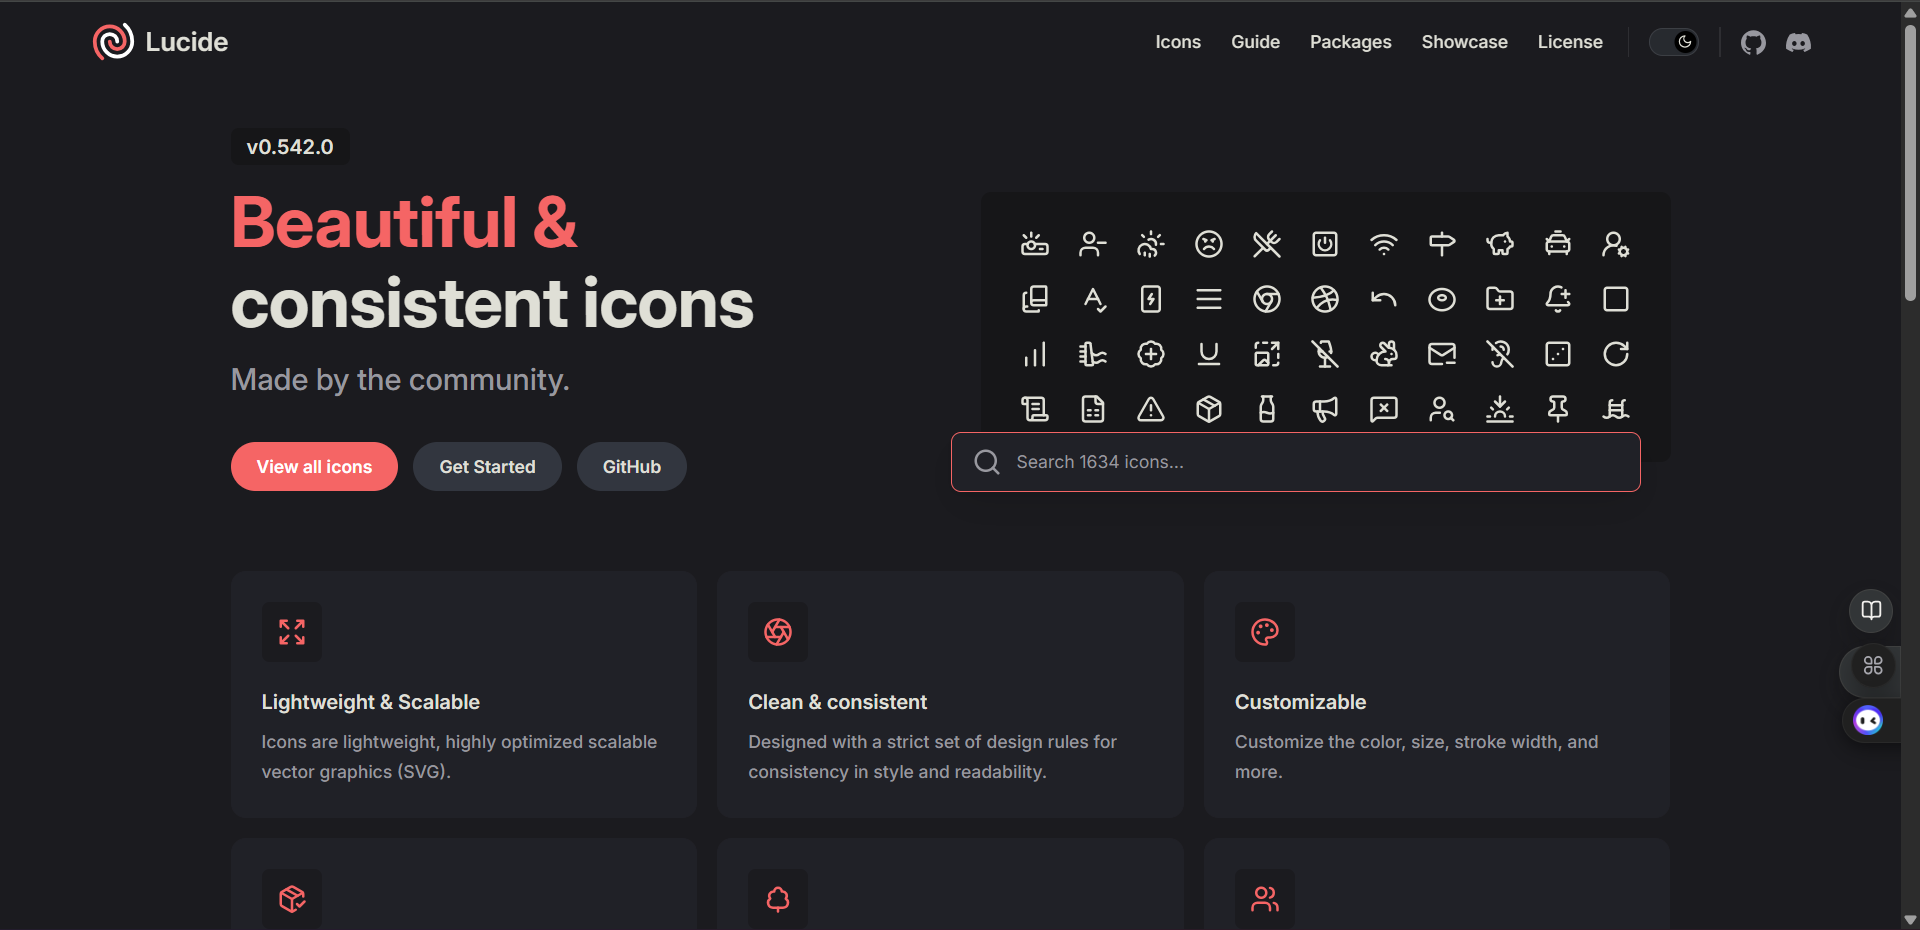 Lucide
Icons
Guide
Packages
Showcase
License
v0.542.0
Beautiful &
consistent icons
Made by the community.
View all icons
Get Started
GitHub
Search 1634 icons...
Lightweight & Scalable
Icons are lightweight, highly optimized scalable
vector graphics (SVG).
Clean & consistent
Designed with a strict set of design rules for
consistency in style and readability.
Customizable
Customize the color, size, stroke width, and
more.